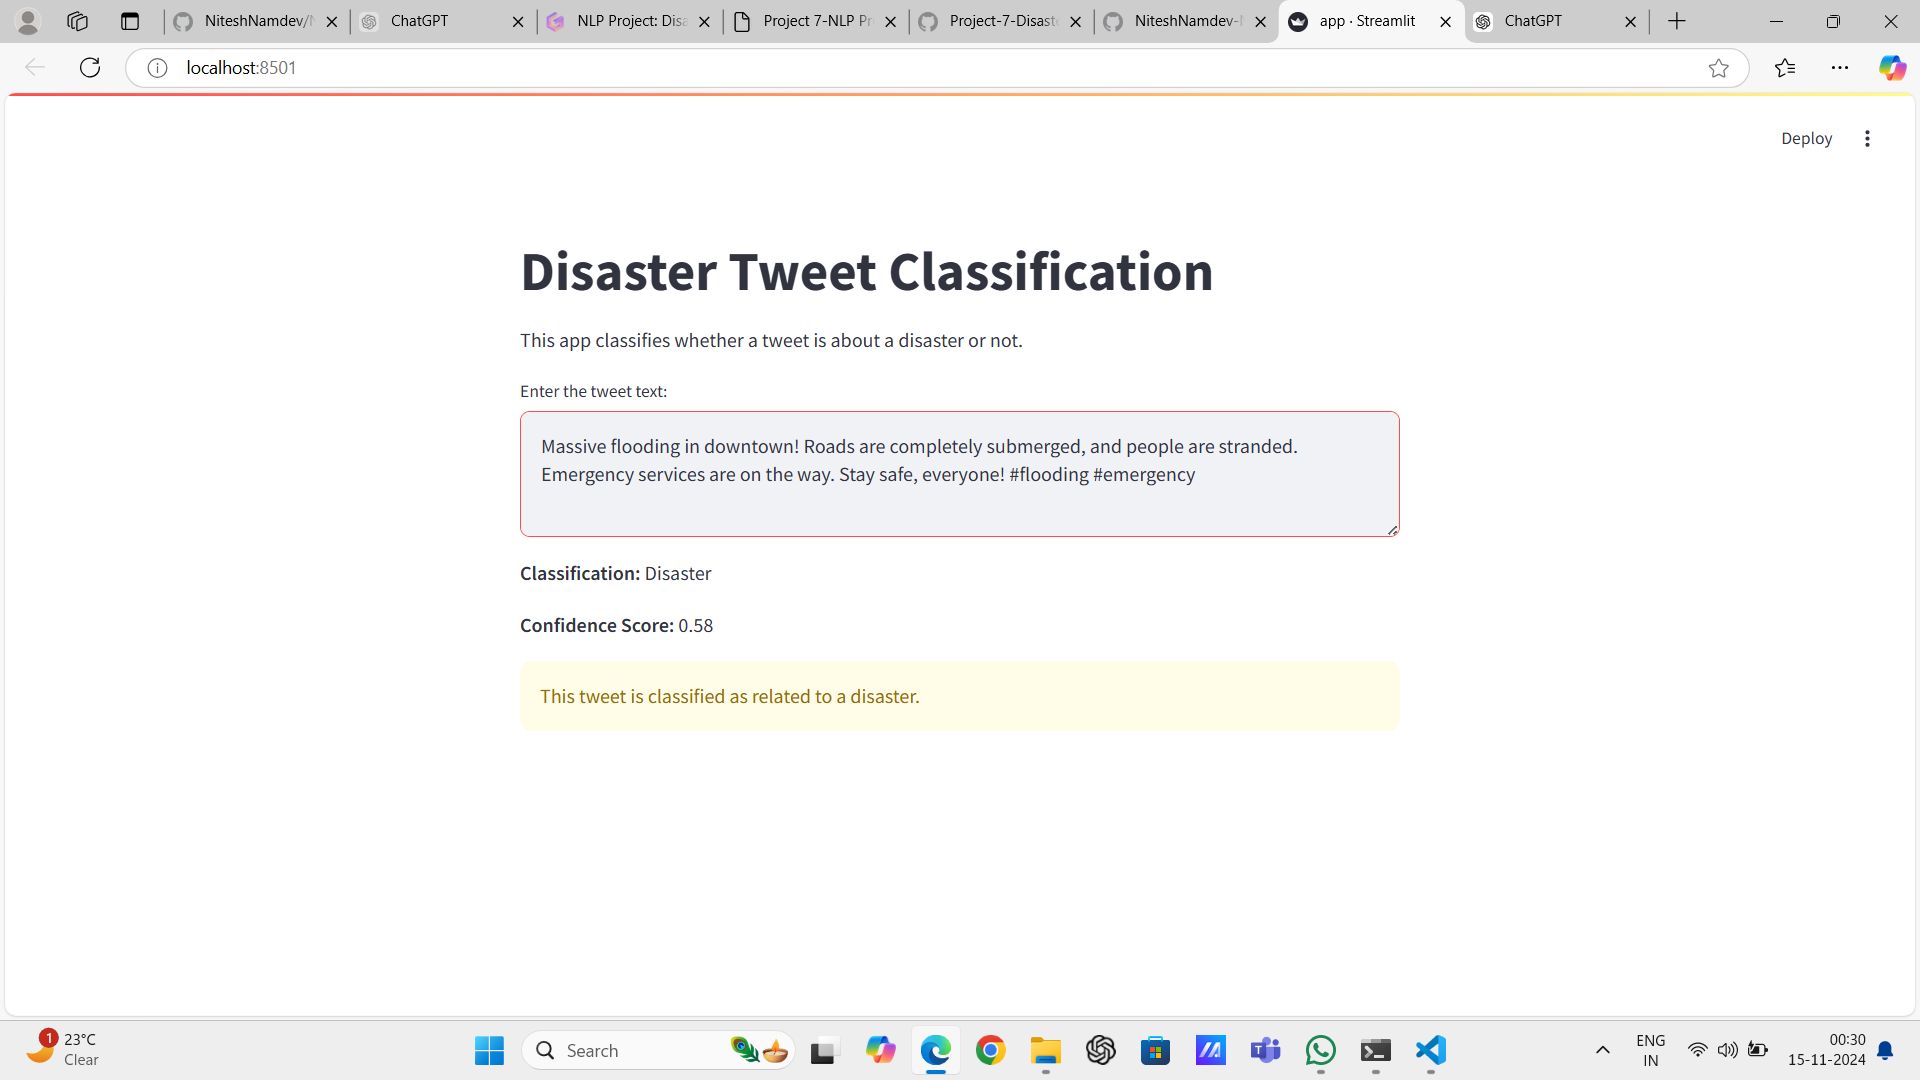 NiteshNamdev/N
ChatGPT
NLP Project: Disa
Project 7-NLP Pr
Project-7-Disaste
NiteshNamdev-N
app · Streamlit
ChatGPT
localhost:8501
Deploy
Disaster Tweet Classification
This app classifies whether a tweet is about a disaster or not.
Enter the tweet text:
Massive flooding in downtown! Roads are completely submerged, and people are stranded.
Emergency services are on the way. Stay safe, everyone! #flooding #emergency
Classification: Disaster
Confidence Score: 0.58
This tweet is classified as related to a disaster.
1
23°C
Clear
Search
ENG
IN
00:30
15-11-2024